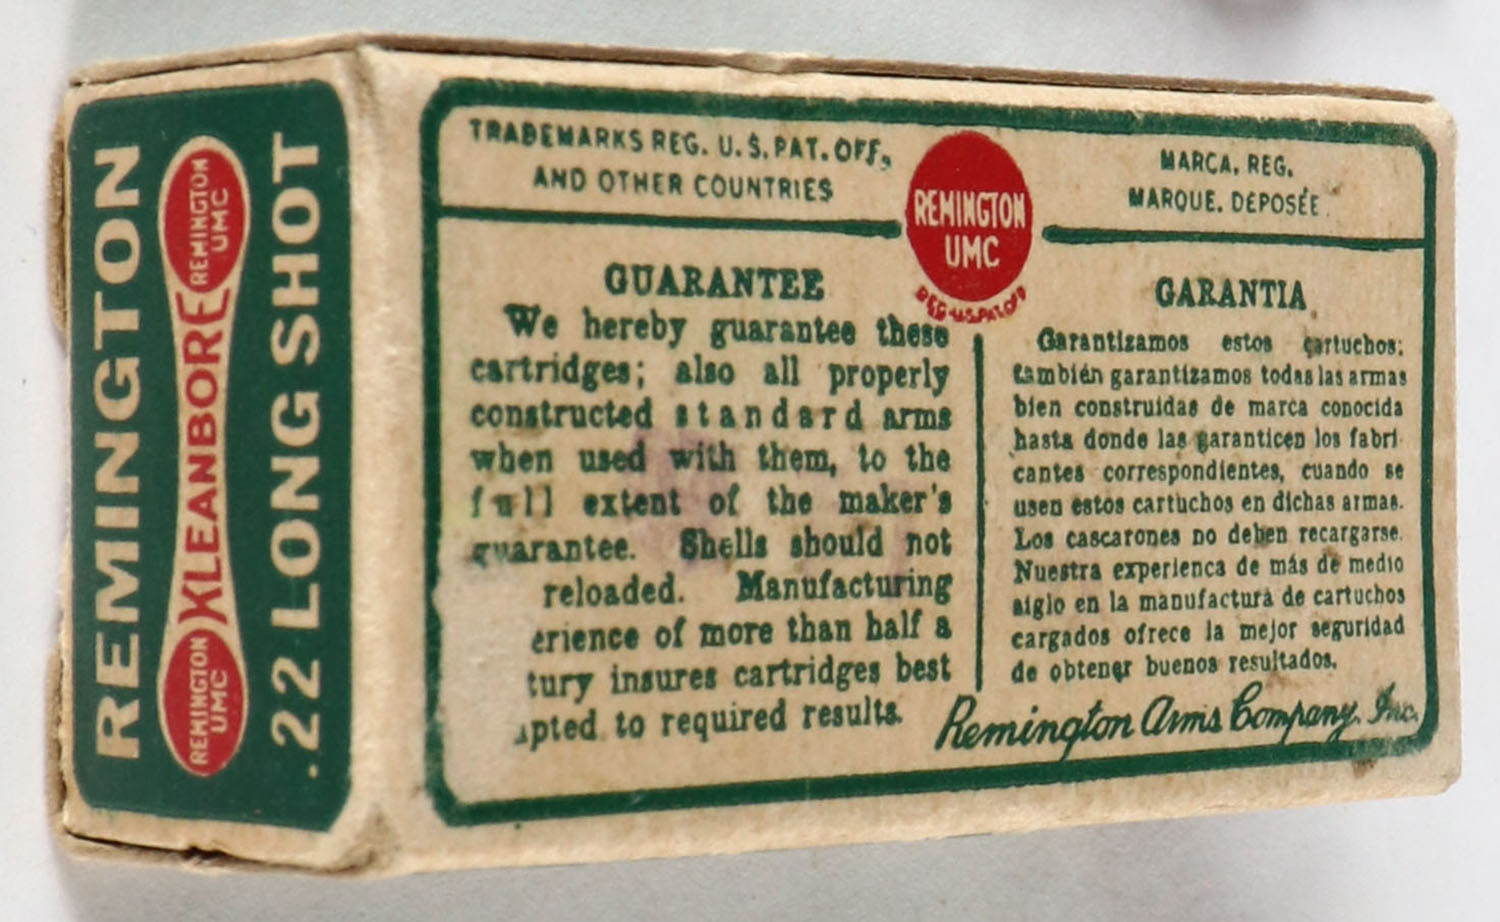 REMINGTON
REMINGTON
UMC
KLEANBORE
REMINGTON
UMC
.22 LONG SHOT
TRADEMARKS REG. U.S. PAT. OFF.,
AND OTHER COUNTRIES
REMINGTON
UMC
REG. U.S. PAT. OFF.
MARCA. REG.
MARQUE. DEPOSÉE
GUARANTEE
We hereby guarantee these
cartridges; also all properly
constructed standard arms
when used with them, to the
full extent of the maker's
guarantee. Shells should not
reloaded. Manufacturing
erience of more than half a
tury insures cartridges best
apted to required results.
GARANTIA
Garantizamos estos cartuchos:
también garantizamos todas las armas
bien construidas de marca conocida
hasta donde las garanticen los fabri-
cantes correspondientes, cuando se
usen estos cartuchos en dichas armas.
Los cascarones no deben recargarse.
Nuestra experienca de más de medio
siglo en la manufactura de cartuchos
cargados ofrece la mejor seguridad
de obtener buenos resultados.
Remington Arms Company, Inc.